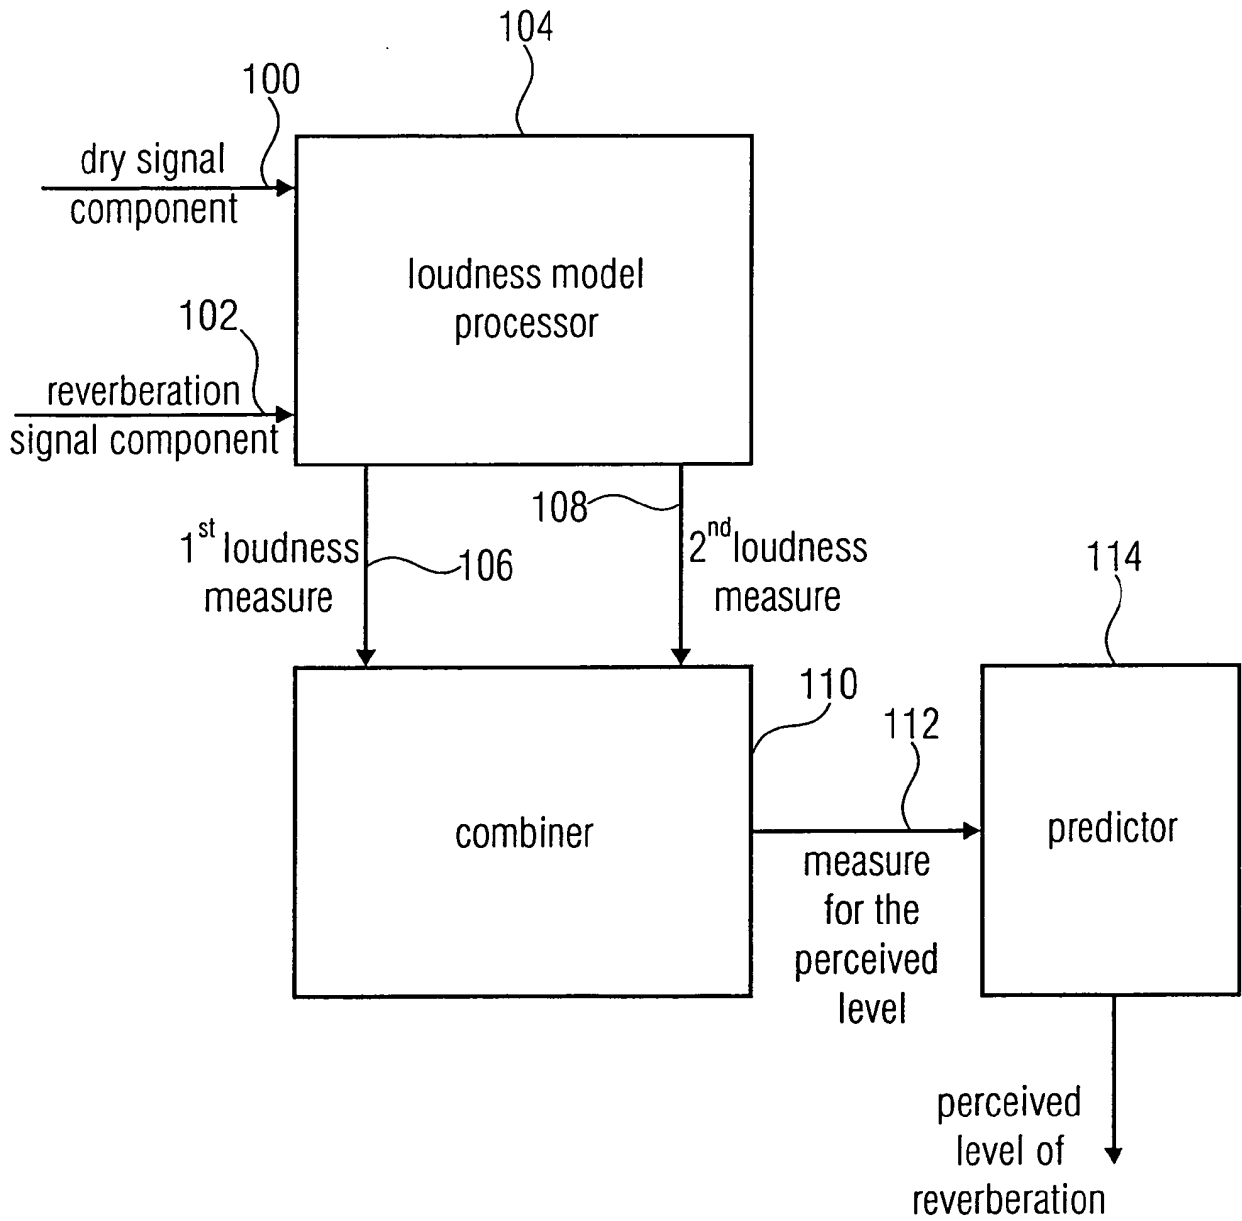 104
100
dry signal
component
loudness model
processor
102
reverberation
signal component
108
1st loudness
measure
106
2nd loudness
measure
114
110
112
combiner
predictor
measure
for the
perceived
level
perceived
level of
reverberation